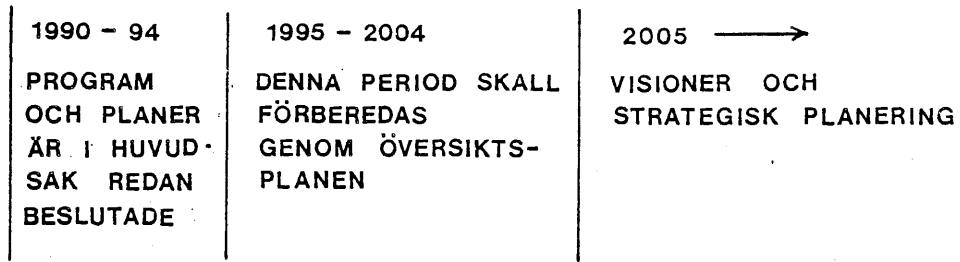 1990 - 94
PROGRAM
OCH PLANER
ÄR I HUVUD-
SAK REDAN
BESLUTADE
1995 - 2004
DENNA PERIOD SKALL
FÖRBEREDAS
GENOM ÖVERSIKTS-
PLANEN
2005 →
VISIONER OCH
STRATEGISK PLANERING